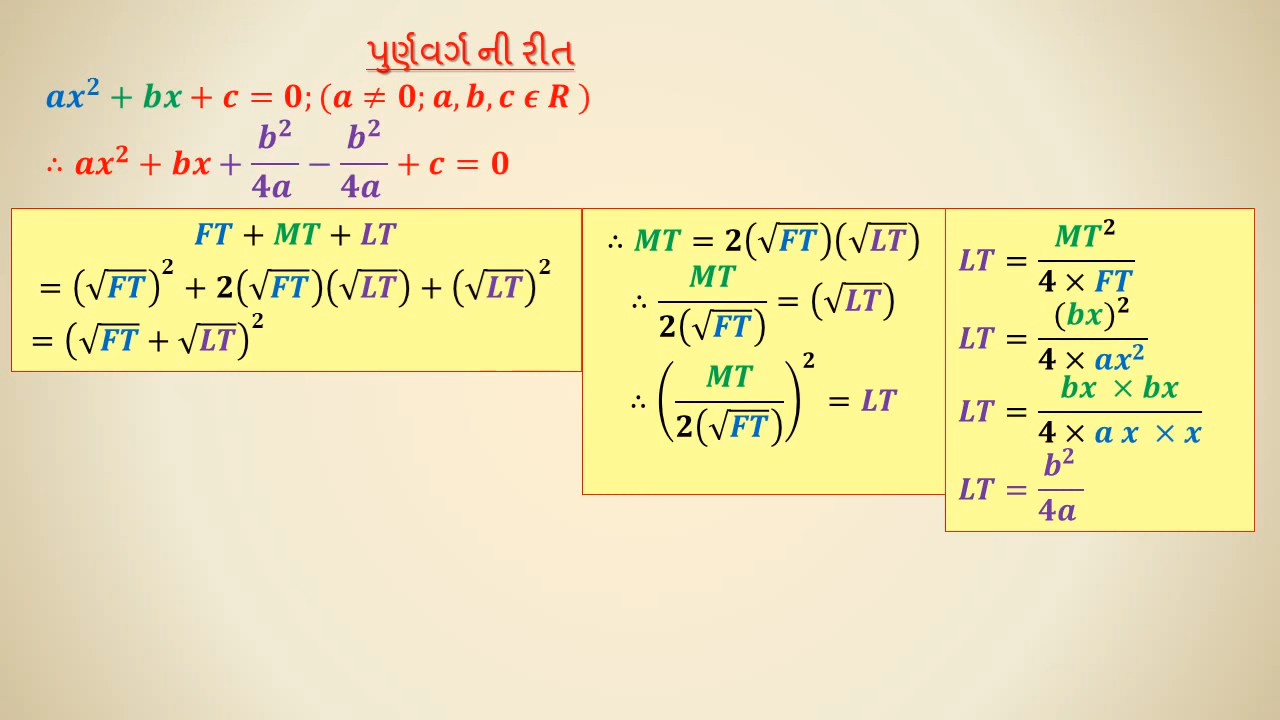 પુર્ણવર્ગ ની રીત
ax² + bx + c = 0; (a ≠ 0; a, b, c ϵ R )
∴ ax² + bx + b²/4a − b²/4a + c = 0
FT + MT + LT
= (√FT)² + 2(√FT)(√LT) + (√LT)²
= (√FT + √LT)²
∴ MT = 2(√FT)(√LT)
∴ MT/2(√FT) = (√LT)
∴ (MT/2(√FT))² = LT
LT = MT²/4 × FT
LT = (bx)²/4 × ax²
LT = bx × bx/4 × a x × x
LT = b²/4a